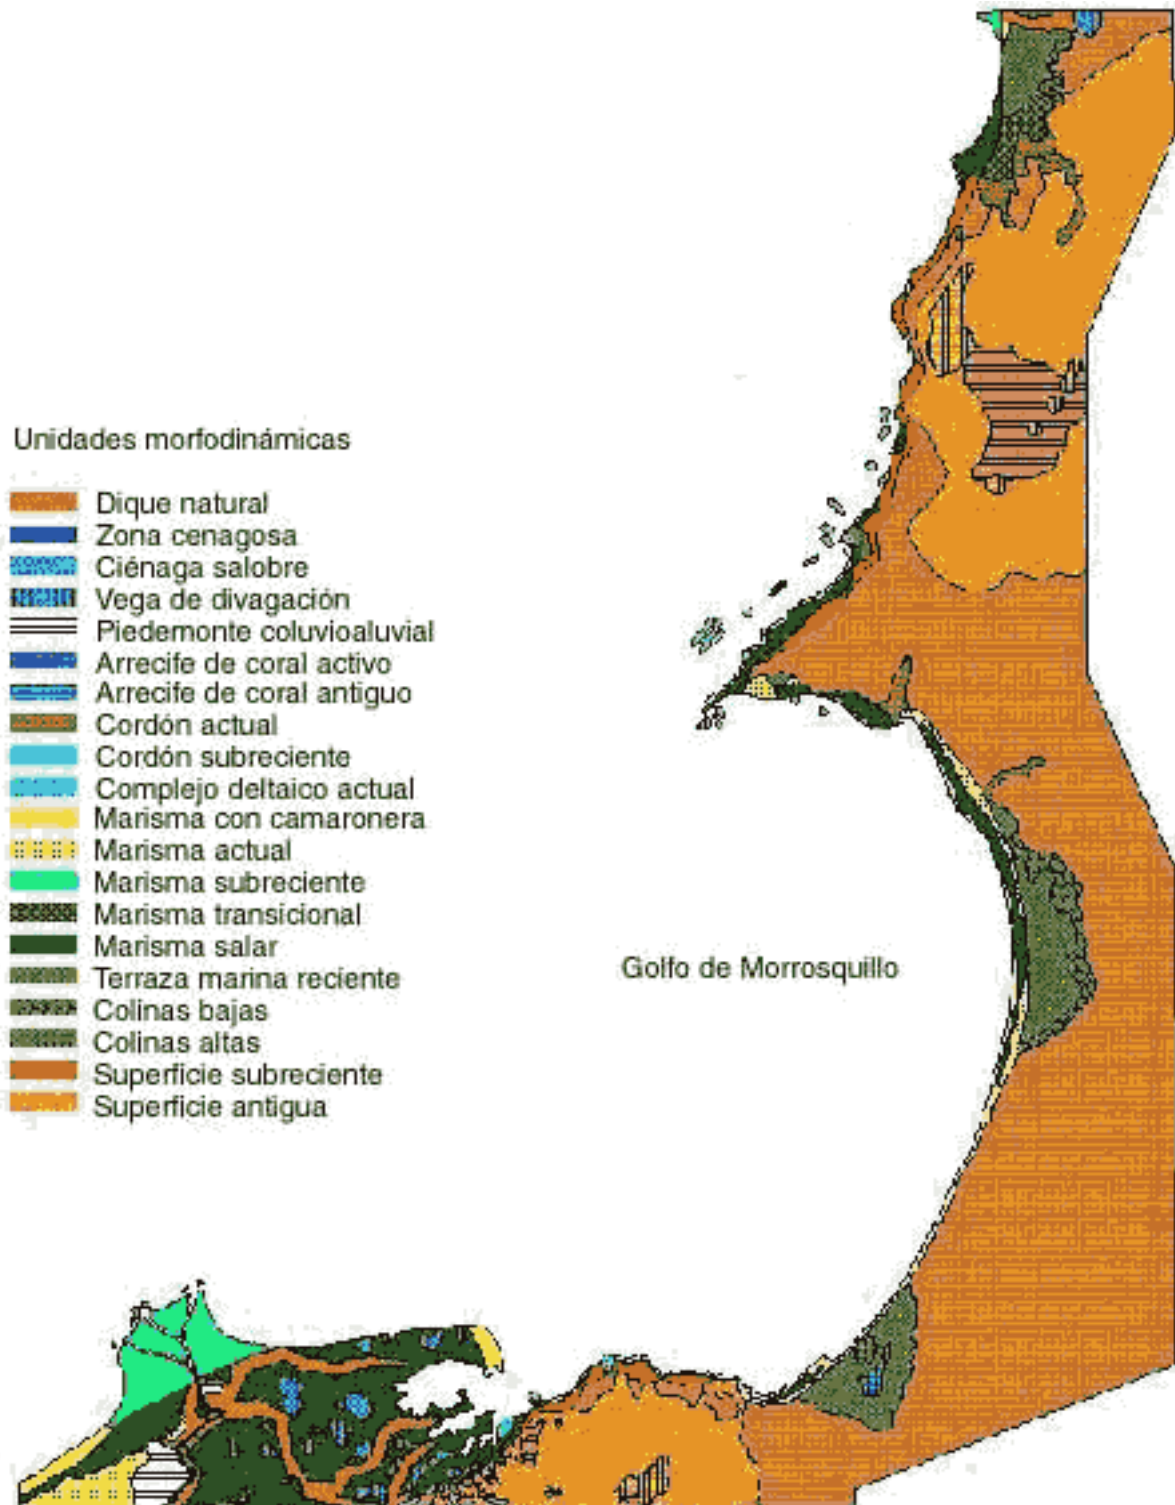 Unidades morfodinámicas
Dique natural
Zona cenagosa
Ciénaga salobre
Vega de divagación
Piedemonte coluvioaluvial
Arrecife de coral activo
Arrecife de coral antiguo
Cordón actual
Cordón subreciente
Complejo deltaico actual
Marisma con camaronera
Marisma actual
Marisma subreciente
Marisma transicional
Marisma salar
Terraza marina reciente
Colinas bajas
Colinas altas
Superficie subreciente
Superficie antigua
Golfo de Morrosquillo